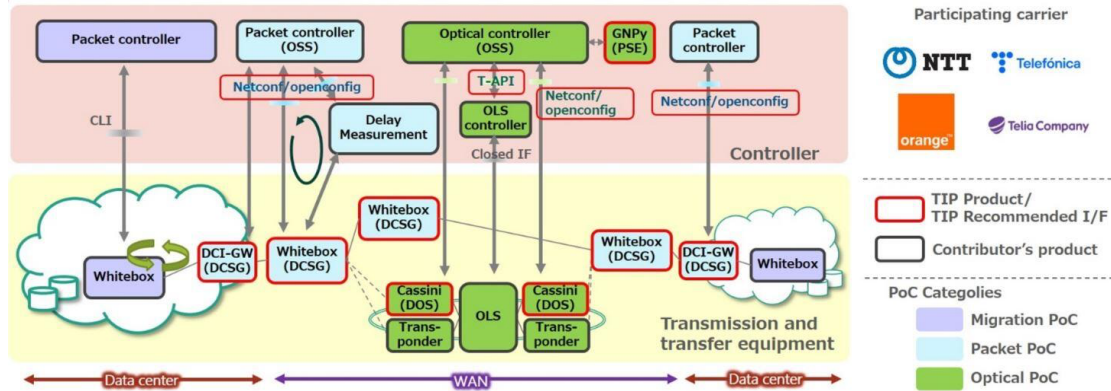 Packet controller
Packet controller
(OSS)
Optical controller
(OSS)
GNPy
(PSE)
Packet
controller
Netconf/openconfig
T-API
Netconf/
openconfig
Netconf/openconfig
CLI
Delay
Measurement
OLS
controller
Closed IF
Controller
Whitebox
DCI-GW
(DCSG)
Whitebox
(DCSG)
Whitebox
(DCSG)
Whitebox
(DCSG)
DCI-GW
(DCSG)
Whitebox
Cassini
(DOS)
OLS
Cassini
(DOS)
Trans-
ponder
Trans-
ponder
Transmission and
transfer equipment
Data center
WAN
Data center
Participating carrier
NTT
Telefónica
orange™
Telia Company
TIP Product/
TIP Recommended I/F
Contributor's product
PoC Categolies
Migration PoC
Packet PoC
Optical PoC